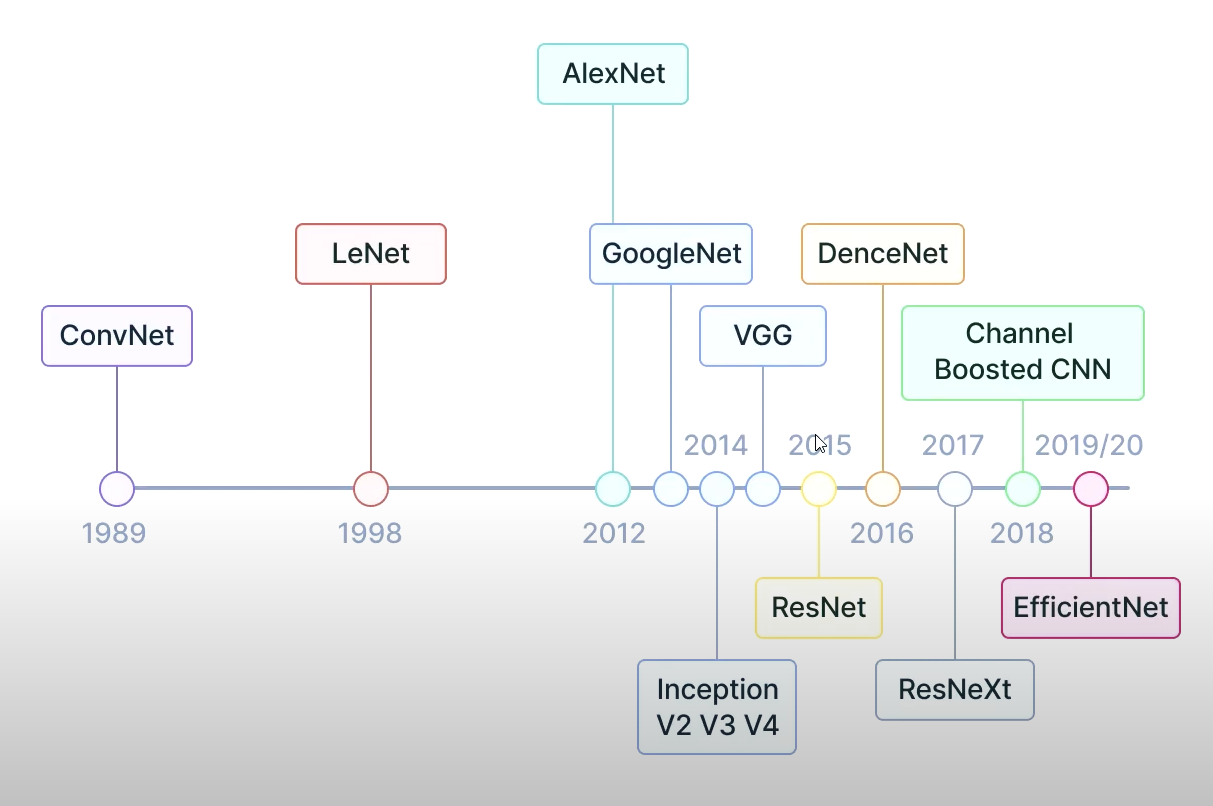 AlexNet
LeNet
GoogleNet
DenceNet
ConvNet
VGG
Channel
Boosted CNN
2014
2015
2017
2019/20
1989
1998
2012
2016
2018
ResNet
EfficientNet
Inception
V2 V3 V4
ResNeXt